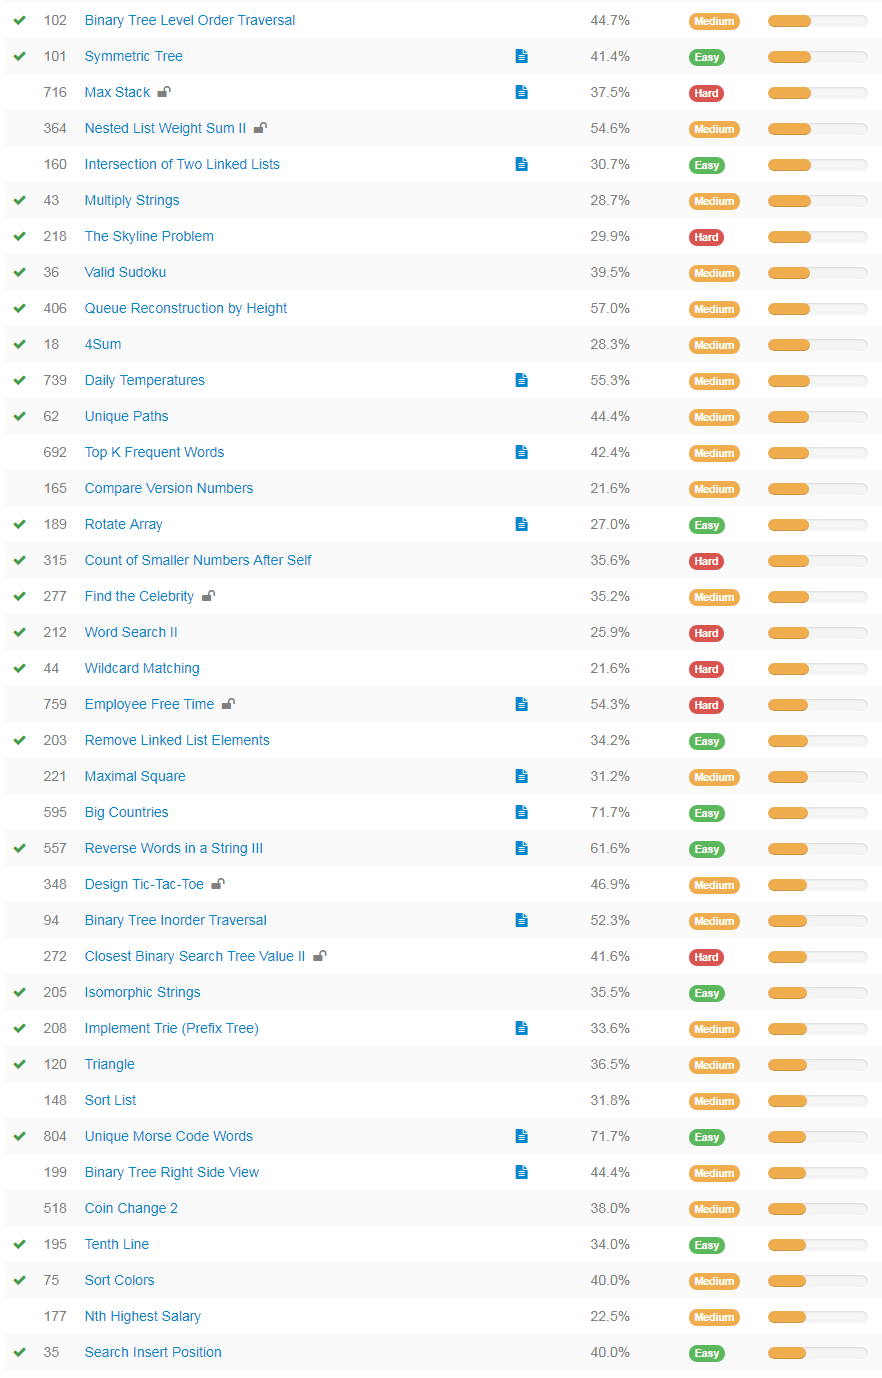 102 Binary Tree Level Order Traversal 44.7% Medium
101 Symmetric Tree 41.4% Easy
716 Max Stack 37.5% Hard
364 Nested List Weight Sum II 54.6% Medium
160 Intersection of Two Linked Lists 30.7% Easy
43 Multiply Strings 28.7% Medium
218 The Skyline Problem 29.9% Hard
36 Valid Sudoku 39.5% Medium
406 Queue Reconstruction by Height 57.0% Medium
18 4Sum 28.3% Medium
739 Daily Temperatures 55.3% Medium
62 Unique Paths 44.4% Medium
692 Top K Frequent Words 42.4% Medium
165 Compare Version Numbers 21.6% Medium
189 Rotate Array 27.0% Easy
315 Count of Smaller Numbers After Self 35.6% Hard
277 Find the Celebrity 35.2% Medium
212 Word Search II 25.9% Hard
44 Wildcard Matching 21.6% Hard
759 Employee Free Time 54.3% Hard
203 Remove Linked List Elements 34.2% Easy
221 Maximal Square 31.2% Medium
595 Big Countries 71.7% Easy
557 Reverse Words in a String III 61.6% Easy
348 Design Tic-Tac-Toe 46.9% Medium
94 Binary Tree Inorder Traversal 52.3% Medium
272 Closest Binary Search Tree Value II 41.6% Hard
205 Isomorphic Strings 35.5% Easy
208 Implement Trie (Prefix Tree) 33.6% Medium
120 Triangle 36.5% Medium
148 Sort List 31.8% Medium
804 Unique Morse Code Words 71.7% Easy
199 Binary Tree Right Side View 44.4% Medium
518 Coin Change 2 38.0% Medium
195 Tenth Line 34.0% Easy
75 Sort Colors 40.0% Medium
177 Nth Highest Salary 22.5% Medium
35 Search Insert Position 40.0% Easy